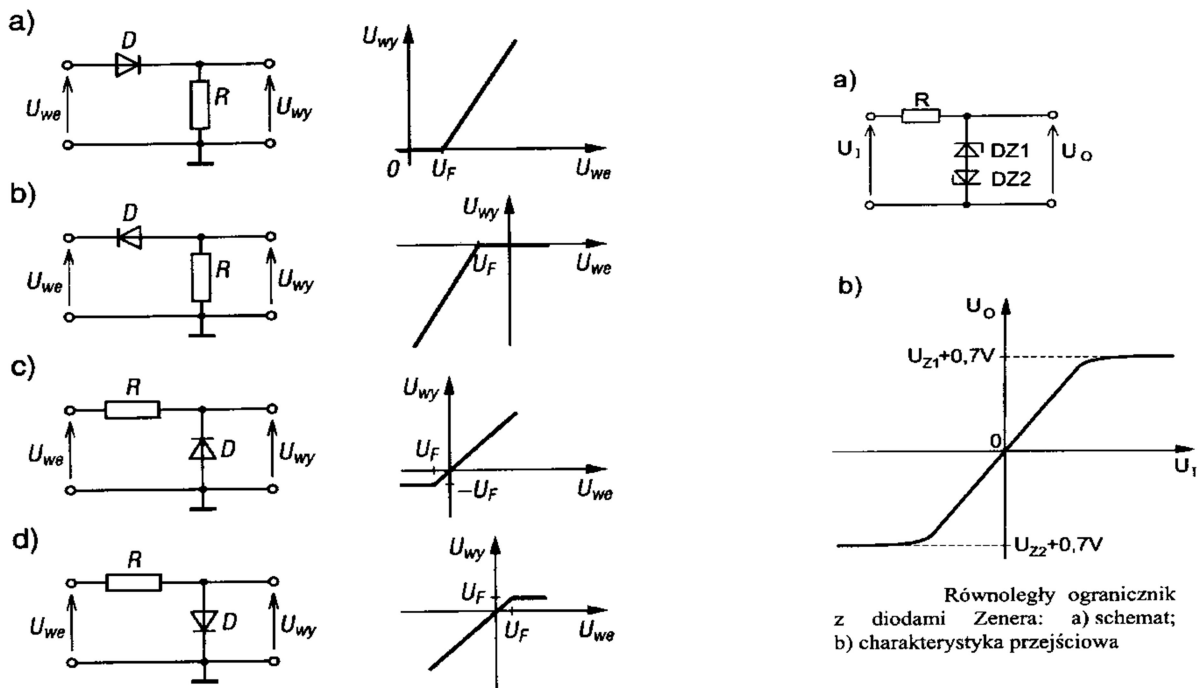 a)
D
R
U_we
U_wy
U_wy
0
U_F
U_we
b)
D
R
U_we
U_wy
U_wy
U_F
U_we
c)
R
D
U_we
U_wy
U_wy
U_F
-U_F
U_we
d)
R
D
U_we
U_wy
U_wy
U_F
U_F
U_we
a)
R
U_I
DZ1
DZ2
U_O
b)
U_O
U_Z1+0,7V
0
U_I
U_Z2+0,7V
Równoległy ogranicznik
z diodami Zenera: a) schemat;
b) charakterystyka przejściowa